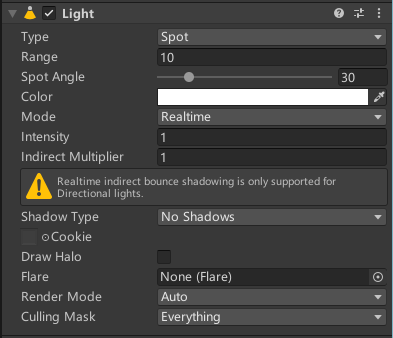 Light
Type Spot
Range 10
Spot Angle 30
Color
Mode Realtime
Intensity 1
Indirect Multiplier 1
Realtime indirect bounce shadowing is only supported for
Directional lights.
Shadow Type No Shadows
Cookie
Draw Halo
Flare None (Flare)
Render Mode Auto
Culling Mask Everything